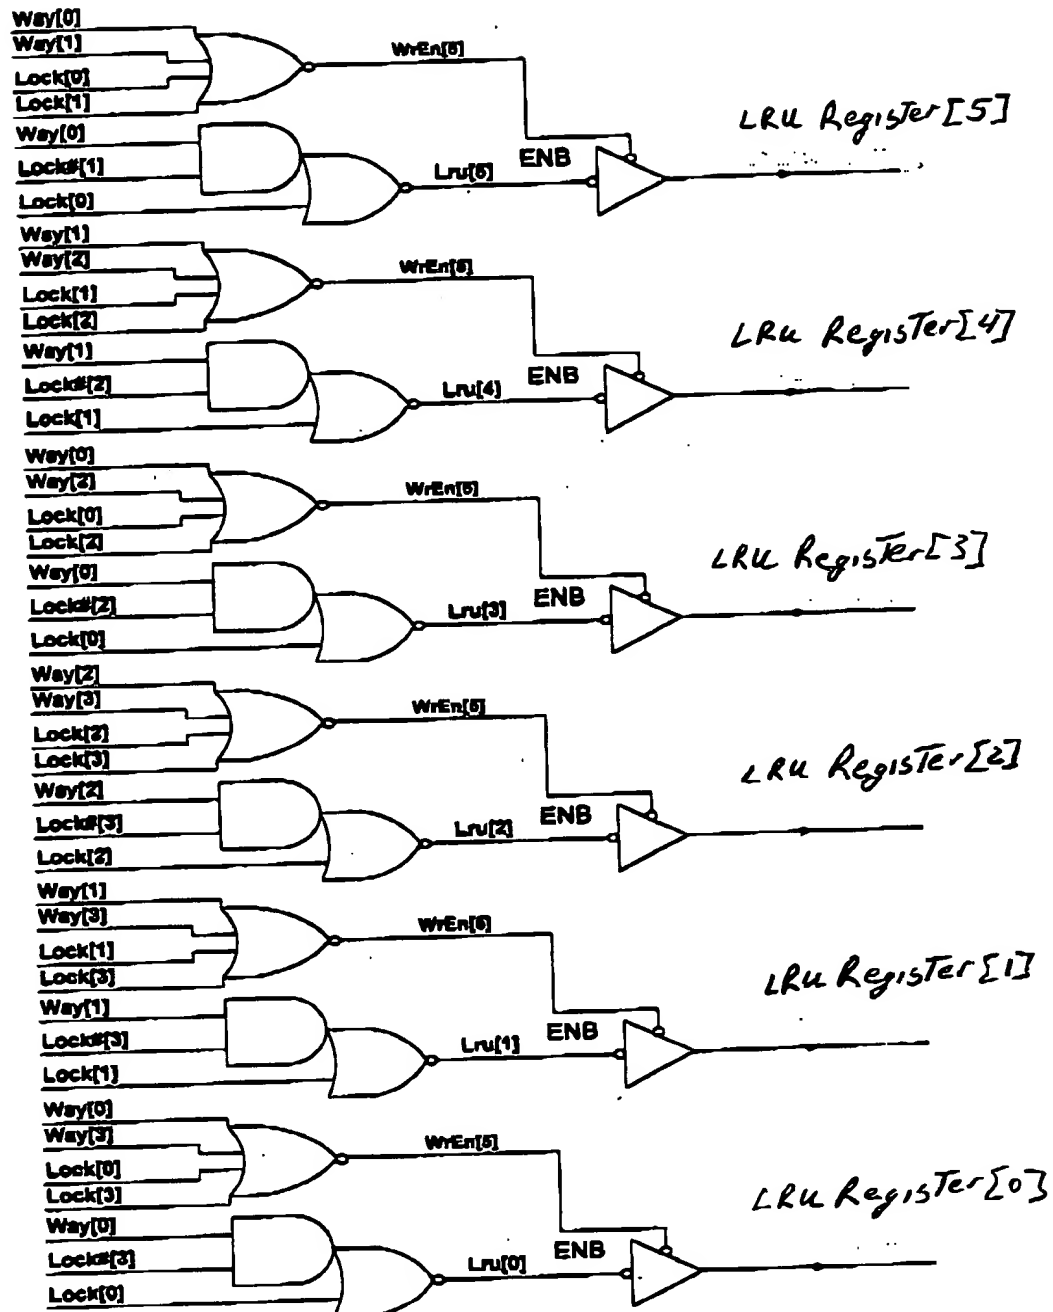 Way[0]
Way[1]
Lock[0]
Lock[1]
WrEn[5]
LRU Register[5]
Way[0]
Lock#[1]
Lock[0]
Lru[5]
ENB
Way[1]
Way[2]
Lock[1]
Lock[2]
WrEn[5]
LRU Register[4]
Way[1]
Lock#[2]
Lock[1]
Lru[4]
ENB
Way[0]
Way[2]
Lock[0]
Lock[2]
WrEn[5]
LRU Register[3]
Way[0]
Lock#[2]
Lock[0]
Lru[3]
ENB
Way[2]
Way[3]
Lock[2]
Lock[3]
WrEn[5]
LRU Register[2]
Way[2]
Lock#[3]
Lock[2]
Lru[2]
ENB
Way[1]
Way[3]
Lock[1]
Lock[3]
WrEn[5]
LRU Register[1]
Way[1]
Lock#[3]
Lock[1]
Lru[1]
ENB
Way[0]
Way[3]
Lock[0]
Lock[3]
WrEn[5]
LRU Register[0]
Way[0]
Lock#[3]
Lock[0]
Lru[0]
ENB